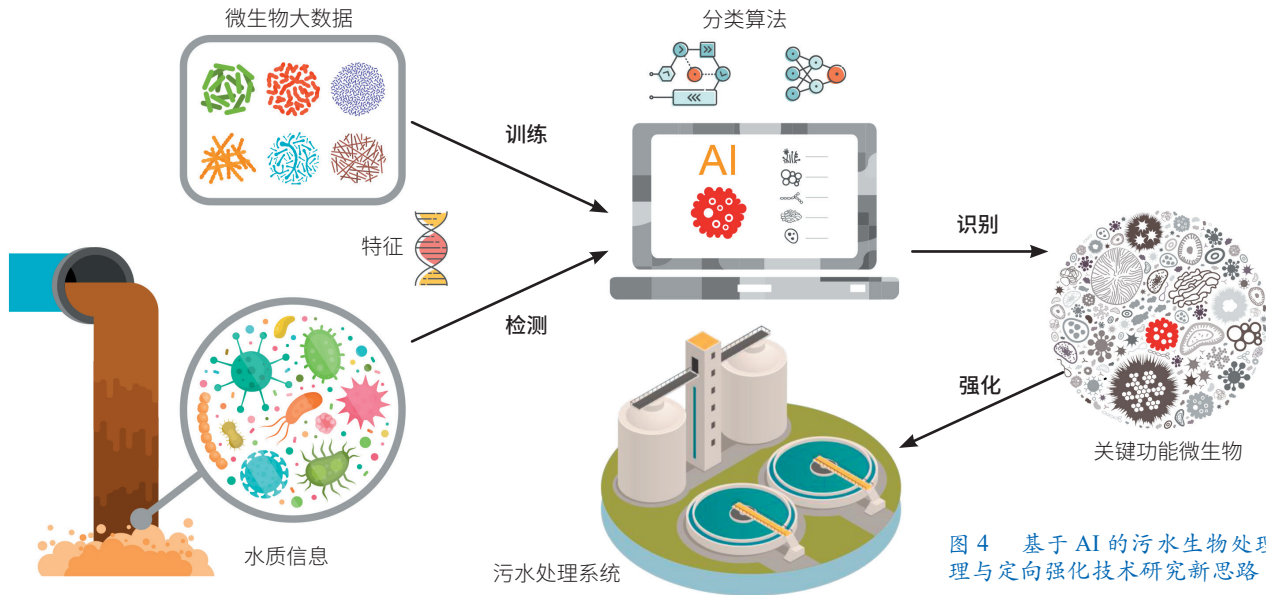 微生物大数据
分类算法
训练
AI
特征
识别
检测
强化
关键功能微生物
水质信息
污水处理系统
图 4 基于 AI 的污水生物处理
理与定向强化技术研究新思路